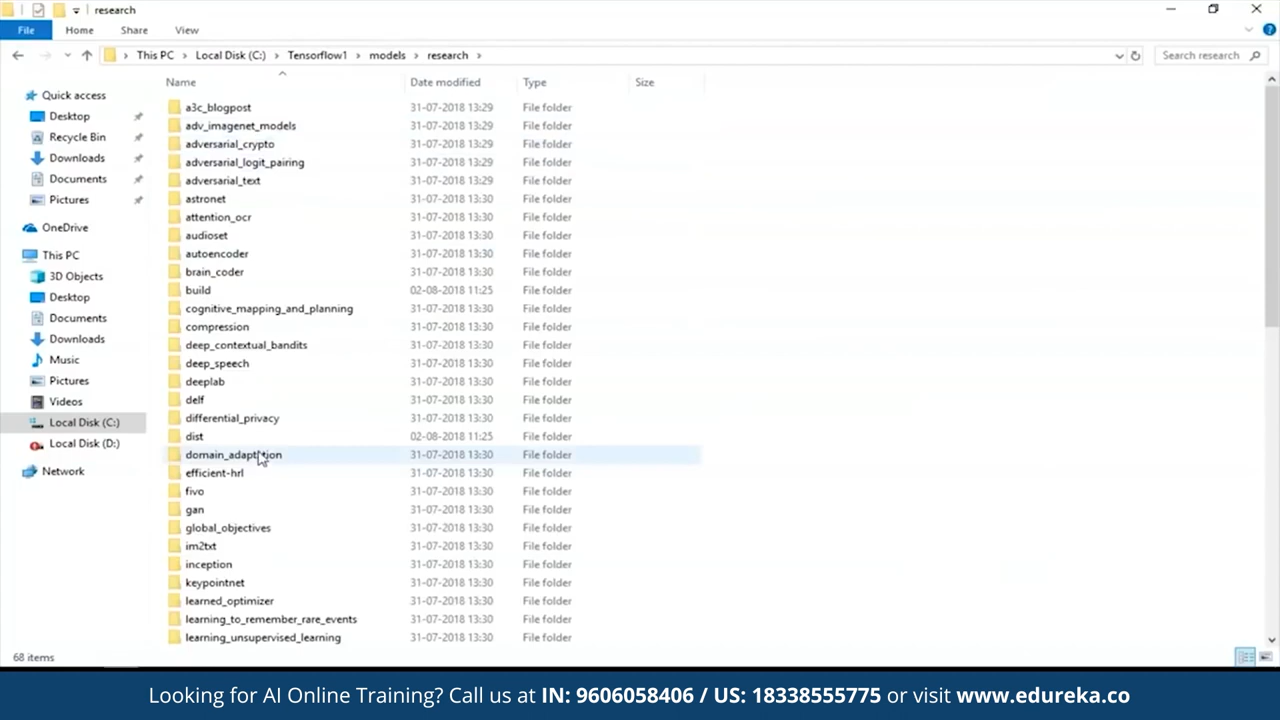 research
File Home Share View
This PC Local Disk (C:) Tensorflow1 models research Search research
Name Date modified Type Size
Quick access
Desktop
Recycle Bin
Downloads
Documents
Pictures
OneDrive
This PC
3D Objects
Desktop
Documents
Downloads
Music
Pictures
Videos
Local Disk (C:)
Local Disk (D:)
Network
a3c_blogpost 31-07-2018 13:29 File folder
adv_imagenet_models 31-07-2018 13:29 File folder
adversarial_crypto 31-07-2018 13:29 File folder
adversarial_logit_pairing 31-07-2018 13:29 File folder
adversarial_text 31-07-2018 13:29 File folder
astronet 31-07-2018 13:30 File folder
attention_ocr 31-07-2018 13:30 File folder
audioset 31-07-2018 13:30 File folder
autoencoder 31-07-2018 13:30 File folder
brain_coder 31-07-2018 13:30 File folder
build 02-08-2018 11:25 File folder
cognitive_mapping_and_planning 31-07-2018 13:30 File folder
compression 31-07-2018 13:30 File folder
deep_contextual_bandits 31-07-2018 13:30 File folder
deep_speech 31-07-2018 13:30 File folder
deeplab 31-07-2018 13:30 File folder
delf 31-07-2018 13:30 File folder
differential_privacy 31-07-2018 13:30 File folder
dist 02-08-2018 11:25 File folder
domain_adaptation 31-07-2018 13:30 File folder
efficient-hrl 31-07-2018 13:30 File folder
fivo 31-07-2018 13:30 File folder
gan 31-07-2018 13:30 File folder
global_objectives 31-07-2018 13:30 File folder
im2txt 31-07-2018 13:30 File folder
inception 31-07-2018 13:30 File folder
keypointnet 31-07-2018 13:30 File folder
learned_optimizer 31-07-2018 13:30 File folder
learning_to_remember_rare_events 31-07-2018 13:30 File folder
learning_unsupervised_learning 31-07-2018 13:30 File folder
68 items
Looking for AI Online Training? Call us at IN: 9606058406 / US: 18338555775 or visit www.edureka.co